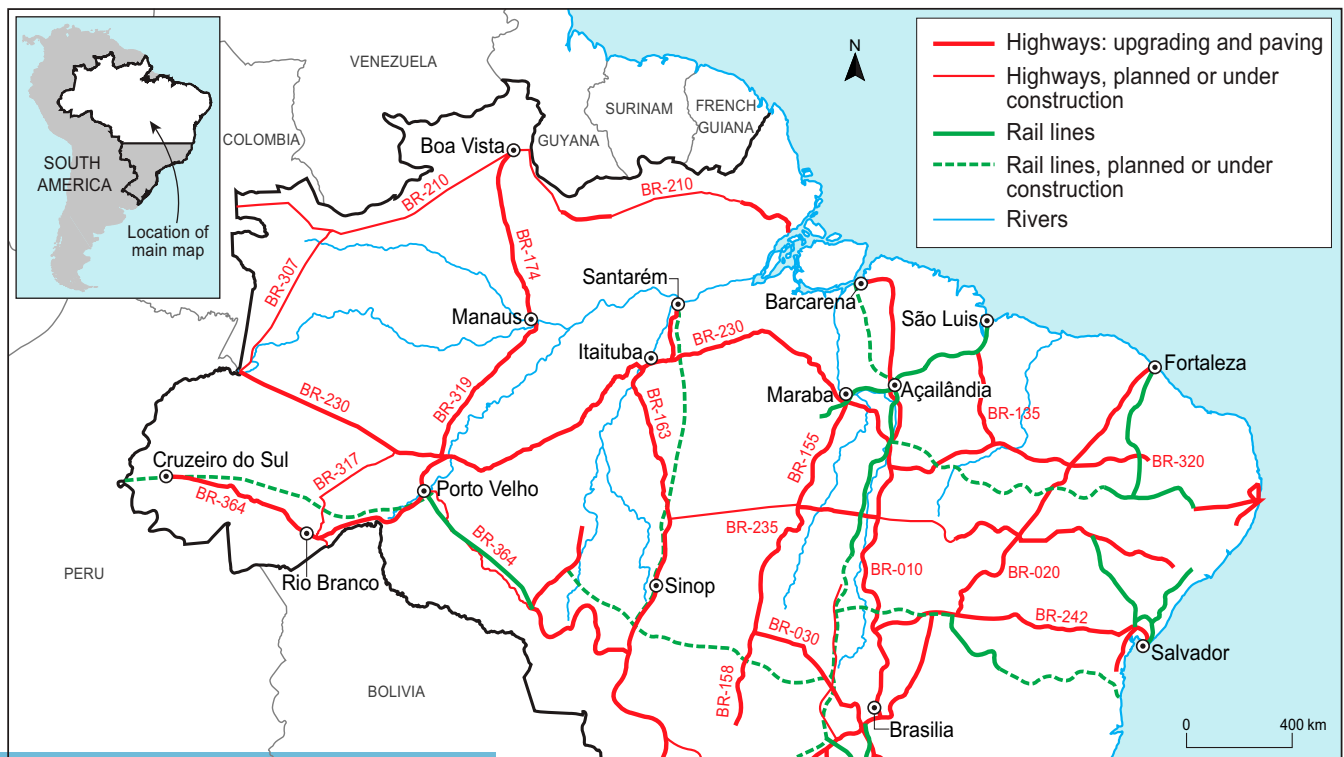 VENEZUELA
COLOMBIA
GUYANA
SURINAM
FRENCH
GUIANA
PERU
BOLIVIA
SOUTH
AMERICA
Location of
main map
N
Highways: upgrading and paving
Highways, planned or under
construction
Rail lines
Rail lines, planned or under
construction
Rivers
Boa Vista
BR-210
BR-210
BR-307
BR-174
Santarém
Barcarena
São Luis
Manaus
Itaituba
BR-230
Fortaleza
Maraba
Açailândia
BR-230
BR-319
BR-163
BR-135
BR-155
BR-320
Cruzeiro do Sul
BR-317
BR-364
Porto Velho
BR-364
BR-235
Rio Branco
Sinop
BR-010
BR-020
BR-242
BR-030
Salvador
BR-158
Brasilia
0
400 km